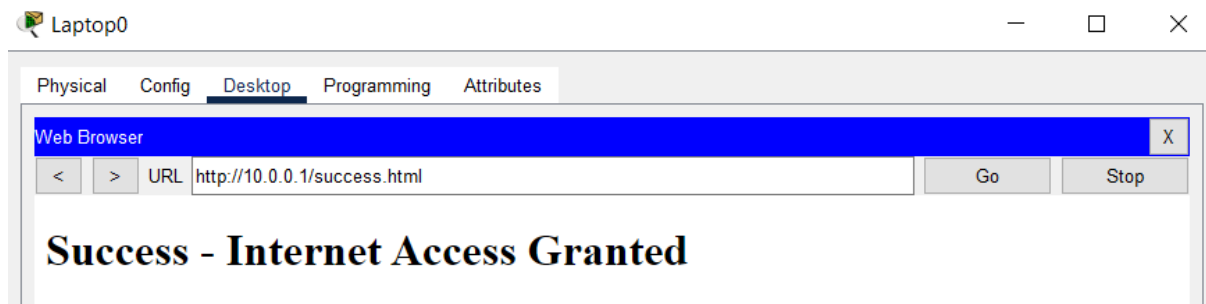 Laptop0
Physical Config Desktop Programming Attributes
Web Browser X
< > URL http://10.0.0.1/success.html Go Stop
Success - Internet Access Granted